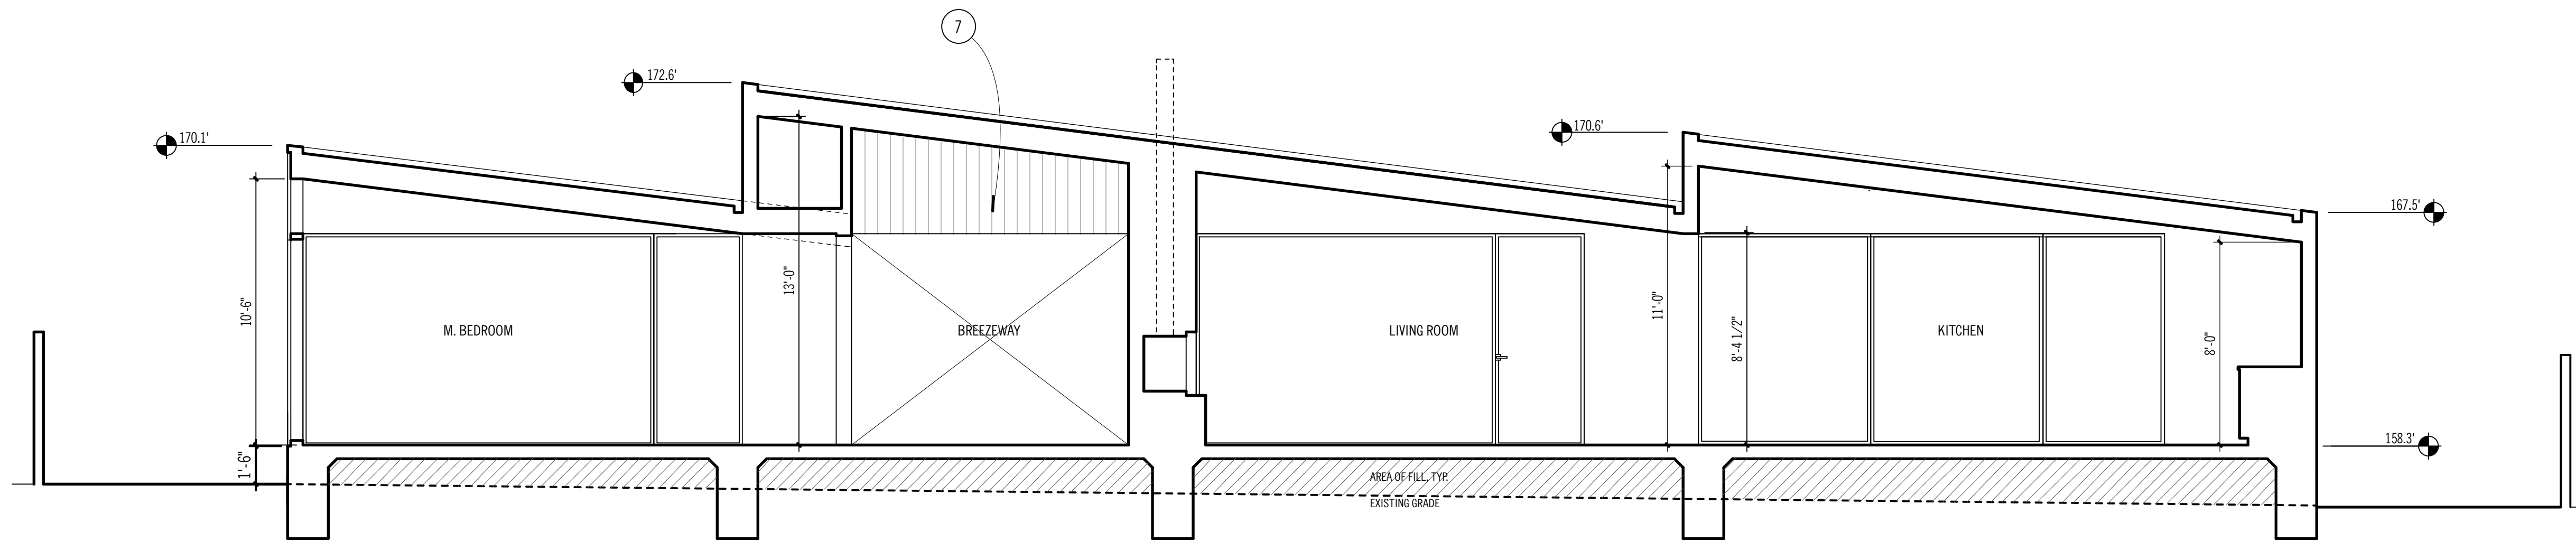 7
172.6'
170.1'
170.6'
167.5'
13'-0"
10'-6"
11'-0"
8'-4 1/2"
8'-0"
M. BEDROOM
BREEZEWAY
LIVING ROOM
KITCHEN
158.3'
1'-6"
AREA OF FILL, TYP.
EXISTING GRADE